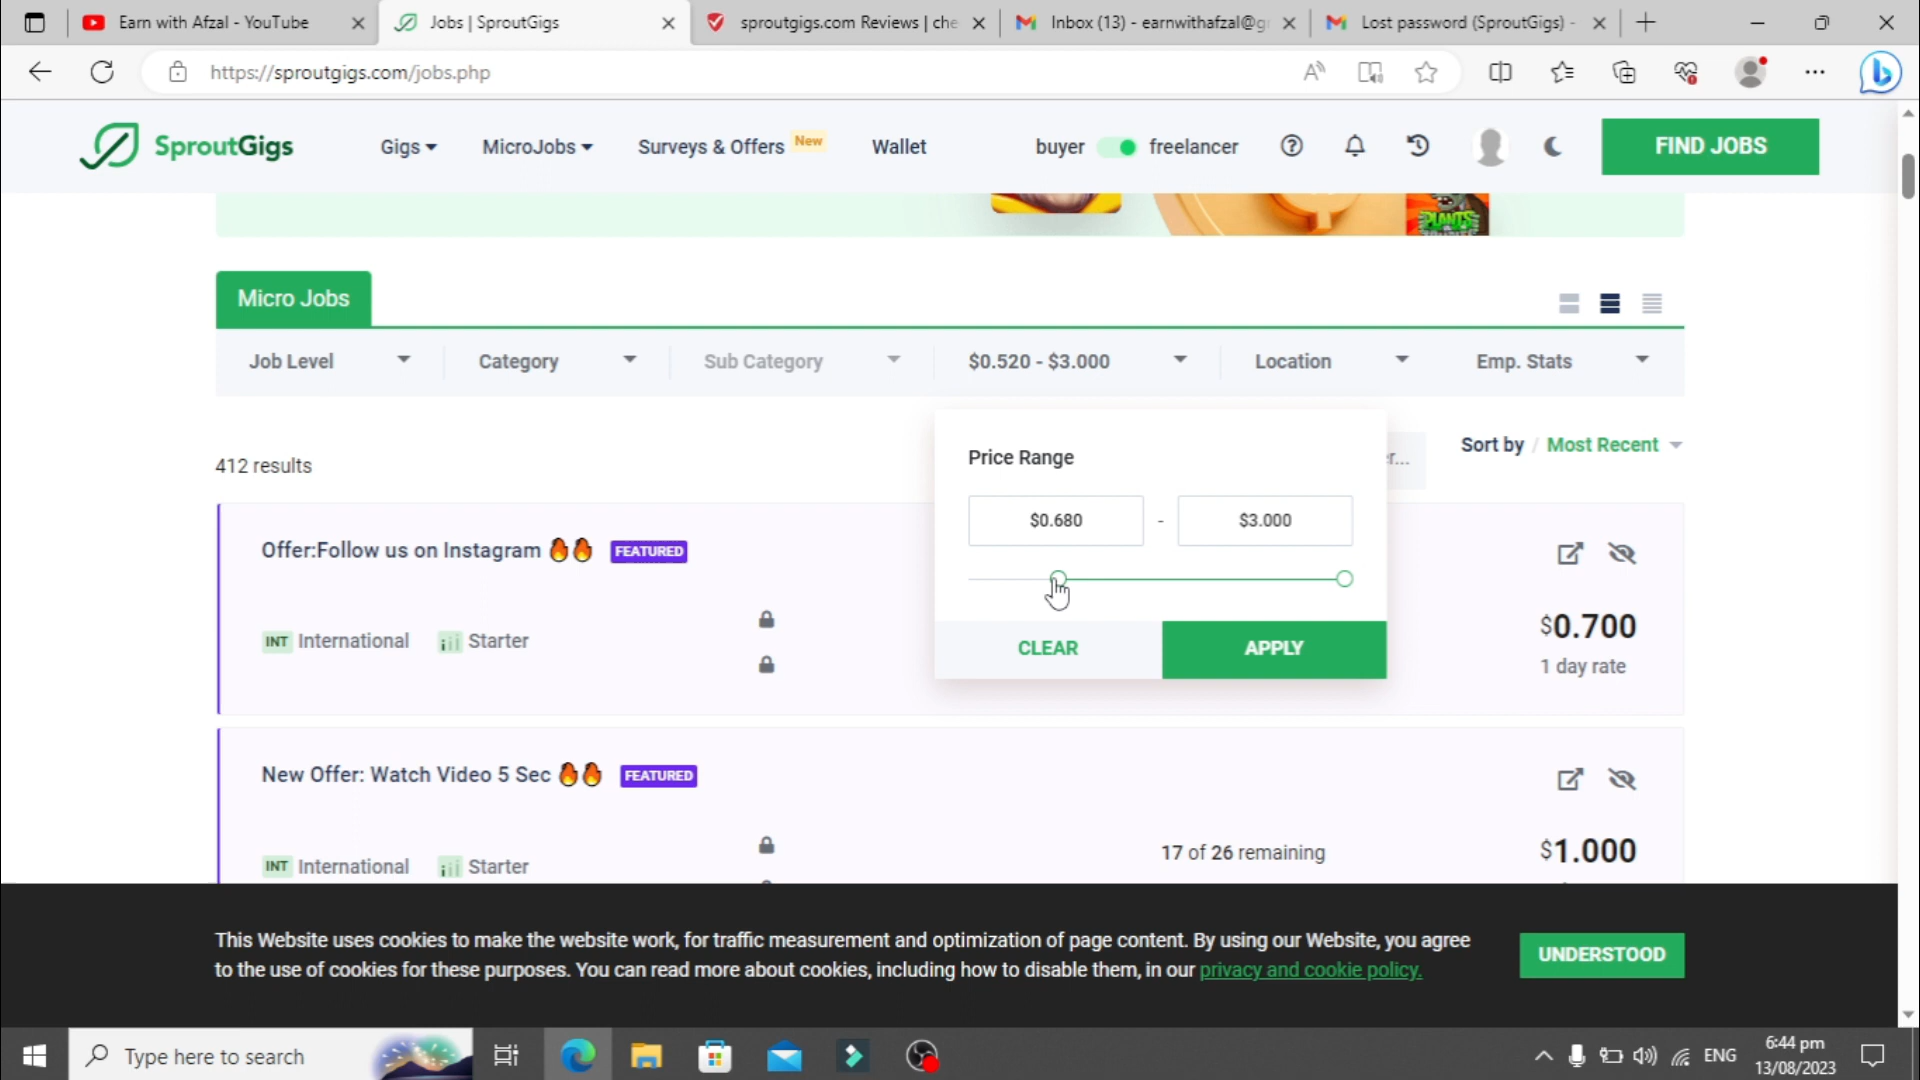 Earn with Afzal - YouTube
Jobs | SproutGigs
sproutgigs.com Reviews | che
Inbox (13) - earnwithafzal@g
Lost password (SproutGigs) -
https://sproutgigs.com/jobs.php
SproutGigs
Gigs
MicroJobs
Surveys & Offers
New
Wallet
buyer
freelancer
FIND JOBS
PLANTS
Micro Jobs
Job Level
Category
Sub Category
$0.520 - $3.000
Location
Emp. Stats
412 results
Price Range
r...
Sort by / Most Recent
$0.680
-
$3.000
CLEAR
APPLY
Offer:Follow us on Instagram
FEATURED
INT International
Starter
$0.700
1 day rate
New Offer: Watch Video 5 Sec
FEATURED
INT International
Starter
17 of 26 remaining
$1.000
This Website uses cookies to make the website work, for traffic measurement and optimization of page content. By using our Website, you agree
to the use of cookies for these purposes. You can read more about cookies, including how to disable them, in our privacy and cookie policy.
UNDERSTOOD
Type here to search
ENG
6:44 pm
13/08/2023